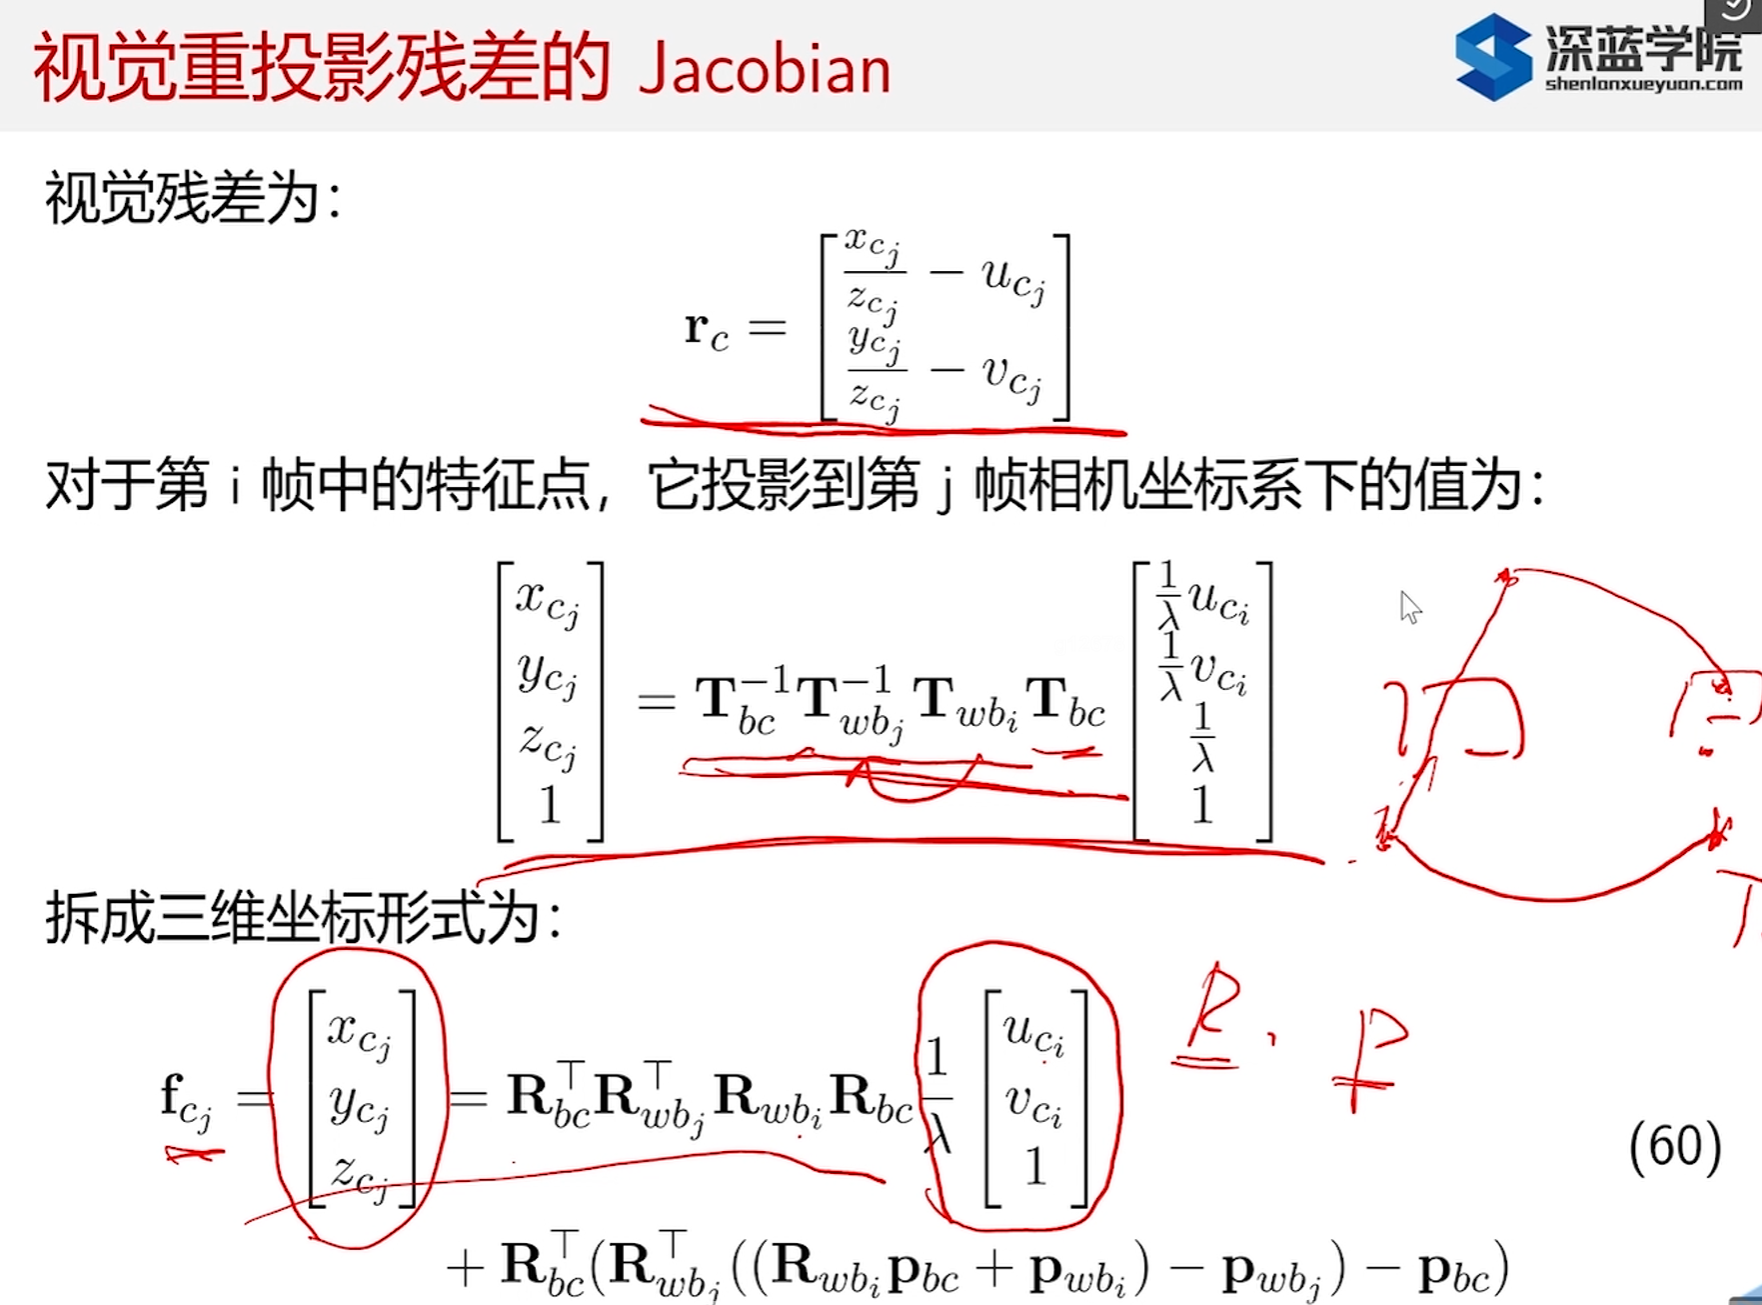 视觉重投影残差的 Jacobian
深蓝学院
shenlanxueyuan.com
视觉残差为:
\mathbf{r}_c = \begin{bmatrix} \frac{x_{c_j}}{z_{c_j}} - u_{c_j} \\ \frac{y_{c_j}}{z_{c_j}} - v_{c_j} \end{bmatrix}
对于第 i 帧中的特征点，它投影到第 j 帧相机坐标系下的值为:
\begin{bmatrix} x_{c_j} \\ y_{c_j} \\ z_{c_j} \\ 1 \end{bmatrix} = \mathbf{T}_{bc}^{-1} \mathbf{T}_{wb_j}^{-1} \mathbf{T}_{wb_i} \mathbf{T}_{bc} \begin{bmatrix} \frac{1}{\lambda} u_{c_i} \\ \frac{1}{\lambda} v_{c_i} \\ \frac{1}{\lambda} \\ 1 \end{bmatrix}
拆成三维坐标形式为:
\mathbf{f}_{c_j} = \begin{bmatrix} x_{c_j} \\ y_{c_j} \\ z_{c_j} \end{bmatrix} = \mathbf{R}_{bc}^{\top} \mathbf{R}_{wb_j}^{\top} \mathbf{R}_{wb_i} \mathbf{R}_{bc} \frac{1}{\lambda} \begin{bmatrix} u_{c_i} \\ v_{c_i} \\ 1 \end{bmatrix}
R, P
(60)
+ \mathbf{R}_{bc}^{\top} (\mathbf{R}_{wb_j}^{\top} ((\mathbf{R}_{wb_i} \mathbf{p}_{bc} + \mathbf{p}_{wb_i}) - \mathbf{p}_{wb_j}) - \mathbf{p}_{bc})